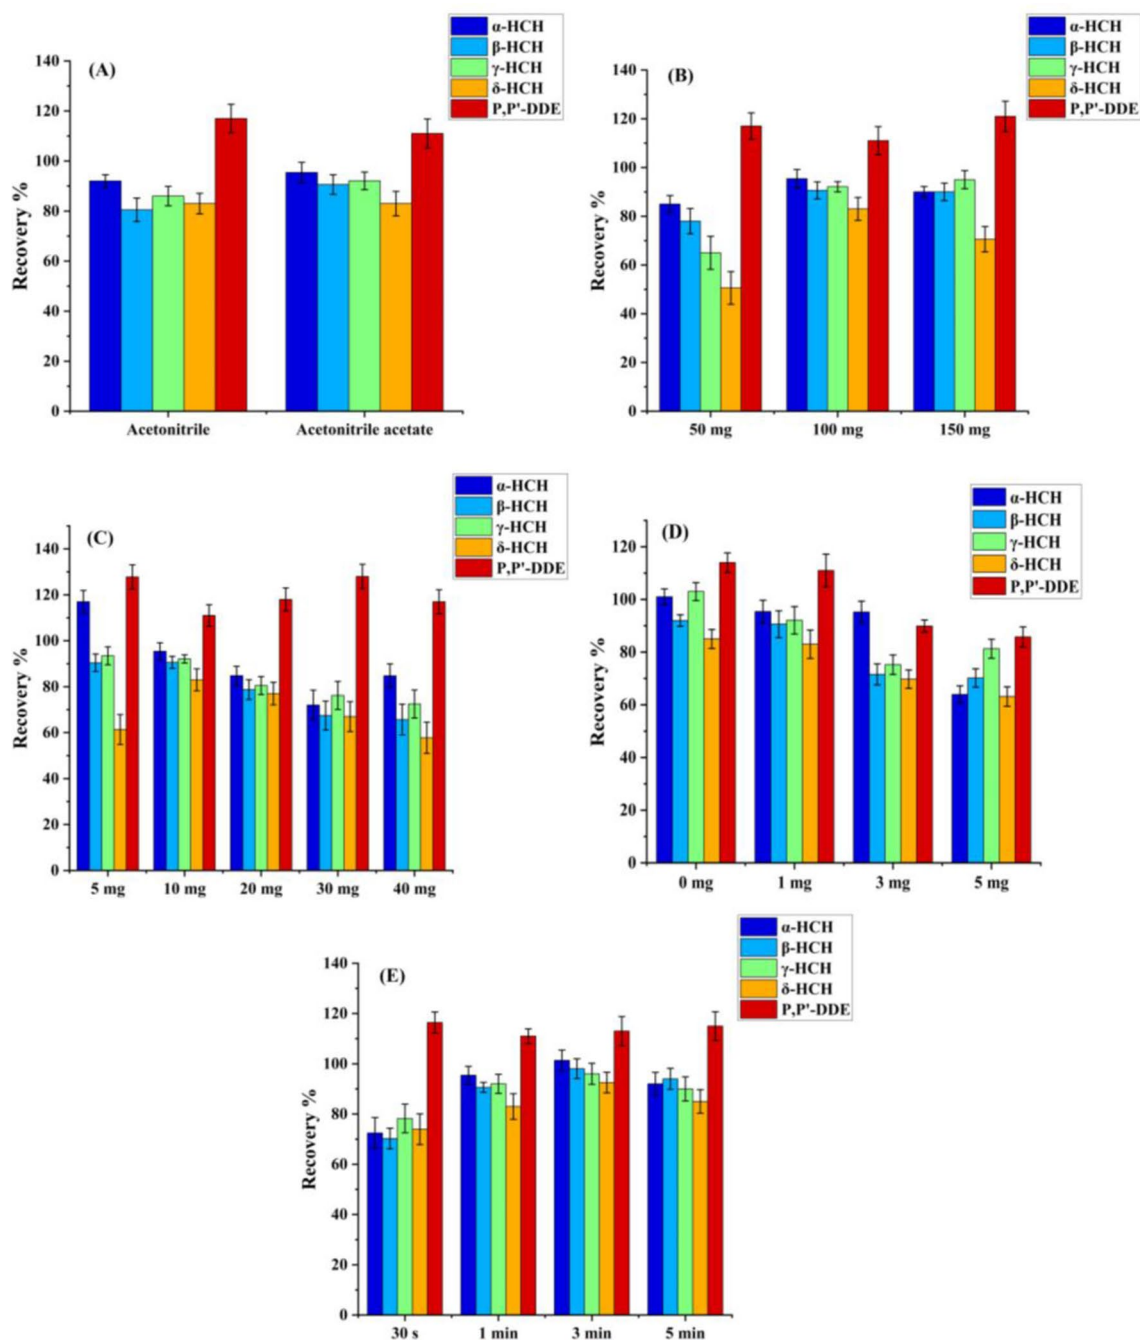 (A)
α-HCH
β-HCH
γ-HCH
δ-HCH
P,P'-DDE
Recovery %
140
120
100
80
60
40
20
0
Acetonitrile
Acetonitrile acetate
(B)
α-HCH
β-HCH
γ-HCH
δ-HCH
P,P'-DDE
Recovery %
140
120
100
80
60
40
20
0
50 mg
100 mg
150 mg
(C)
α-HCH
β-HCH
γ-HCH
δ-HCH
P,P'-DDE
Recovery %
140
120
100
80
60
40
20
0
5 mg
10 mg
20 mg
30 mg
40 mg
(D)
α-HCH
β-HCH
γ-HCH
δ-HCH
P,P'-DDE
Recovery %
120
100
80
60
40
20
0
0 mg
1 mg
3 mg
5 mg
(E)
α-HCH
β-HCH
γ-HCH
δ-HCH
P,P'-DDE
Recovery %
140
120
100
80
60
40
20
0
30 s
1 min
3 min
5 min